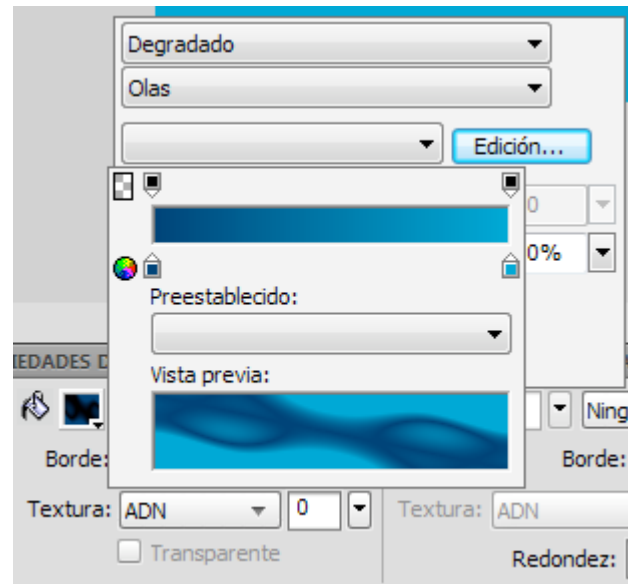 Degradado
Olas
Edición...
0
0%
Preestablecido:
Vista previa:
IEDADES D
Ning
Borde: Borde:
Textura: ADN 0 Textura: ADN
Transparente Redondez: